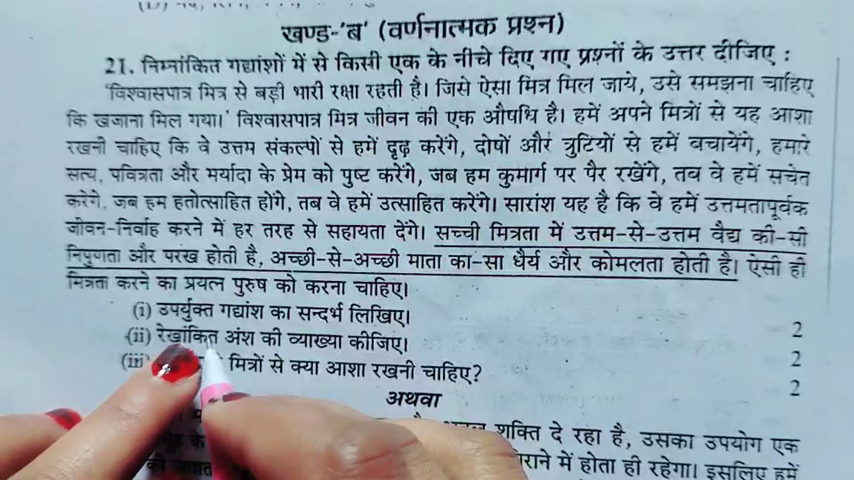 खण्ड-'ब' (वर्णनात्मक प्रश्न)
21. निम्नांकित गद्यांशों में से किसी एक के नीचे दिए गए प्रश्नों के उत्तर दीजिए :
'विश्वासपात्र मित्र से बड़ी भारी रक्षा रहती है। जिसे ऐसा मित्र मिल जाये, उसे समझना चाहिए
कि खजाना मिल गया।' विश्वासपात्र मित्र जीवन की एक औषधि है। हमें अपने मित्रों से यह आशा
रखनी चाहिए कि वे उत्तम संकल्पों से हमें दृढ़ करेंगे, दोषों और त्रुटियों से हमें बचायेंगे, हमारे
सत्य, पवित्रता और मर्यादा के प्रेम को पुष्ट करेंगे, जब हम कुमार्ग पर पैर रखेंगे, तब वे हमें सचेत
करेंगे, जब हम हतोत्साहित होंगे, तब वे हमें उत्साहित करेंगे। सारांश यह है कि वे हमें उत्तमतापूर्वक
जीवन-निर्वाह करने में हर तरह से सहायता देंगे। सच्ची मित्रता में उत्तम-से-उत्तम वैद्य की-सी
निपुणता और परख होती है, अच्छी-से-अच्छी माता का-सा धैर्य और कोमलता होती है। ऐसी ही
मित्रता करने का प्रयत्न पुरुष को करना चाहिए।
(i) उपर्युक्त गद्यांश का सन्दर्भ लिखिए। 2
(ii) रेखांकित अंश की व्याख्या कीजिए। 2
(iii) मित्रों से क्या आशा रखनी चाहिए? 2
अथवा
शक्ति दे रहा है, उसका उपयोग एक
में होता ही रहेगा। इसलिए हमें